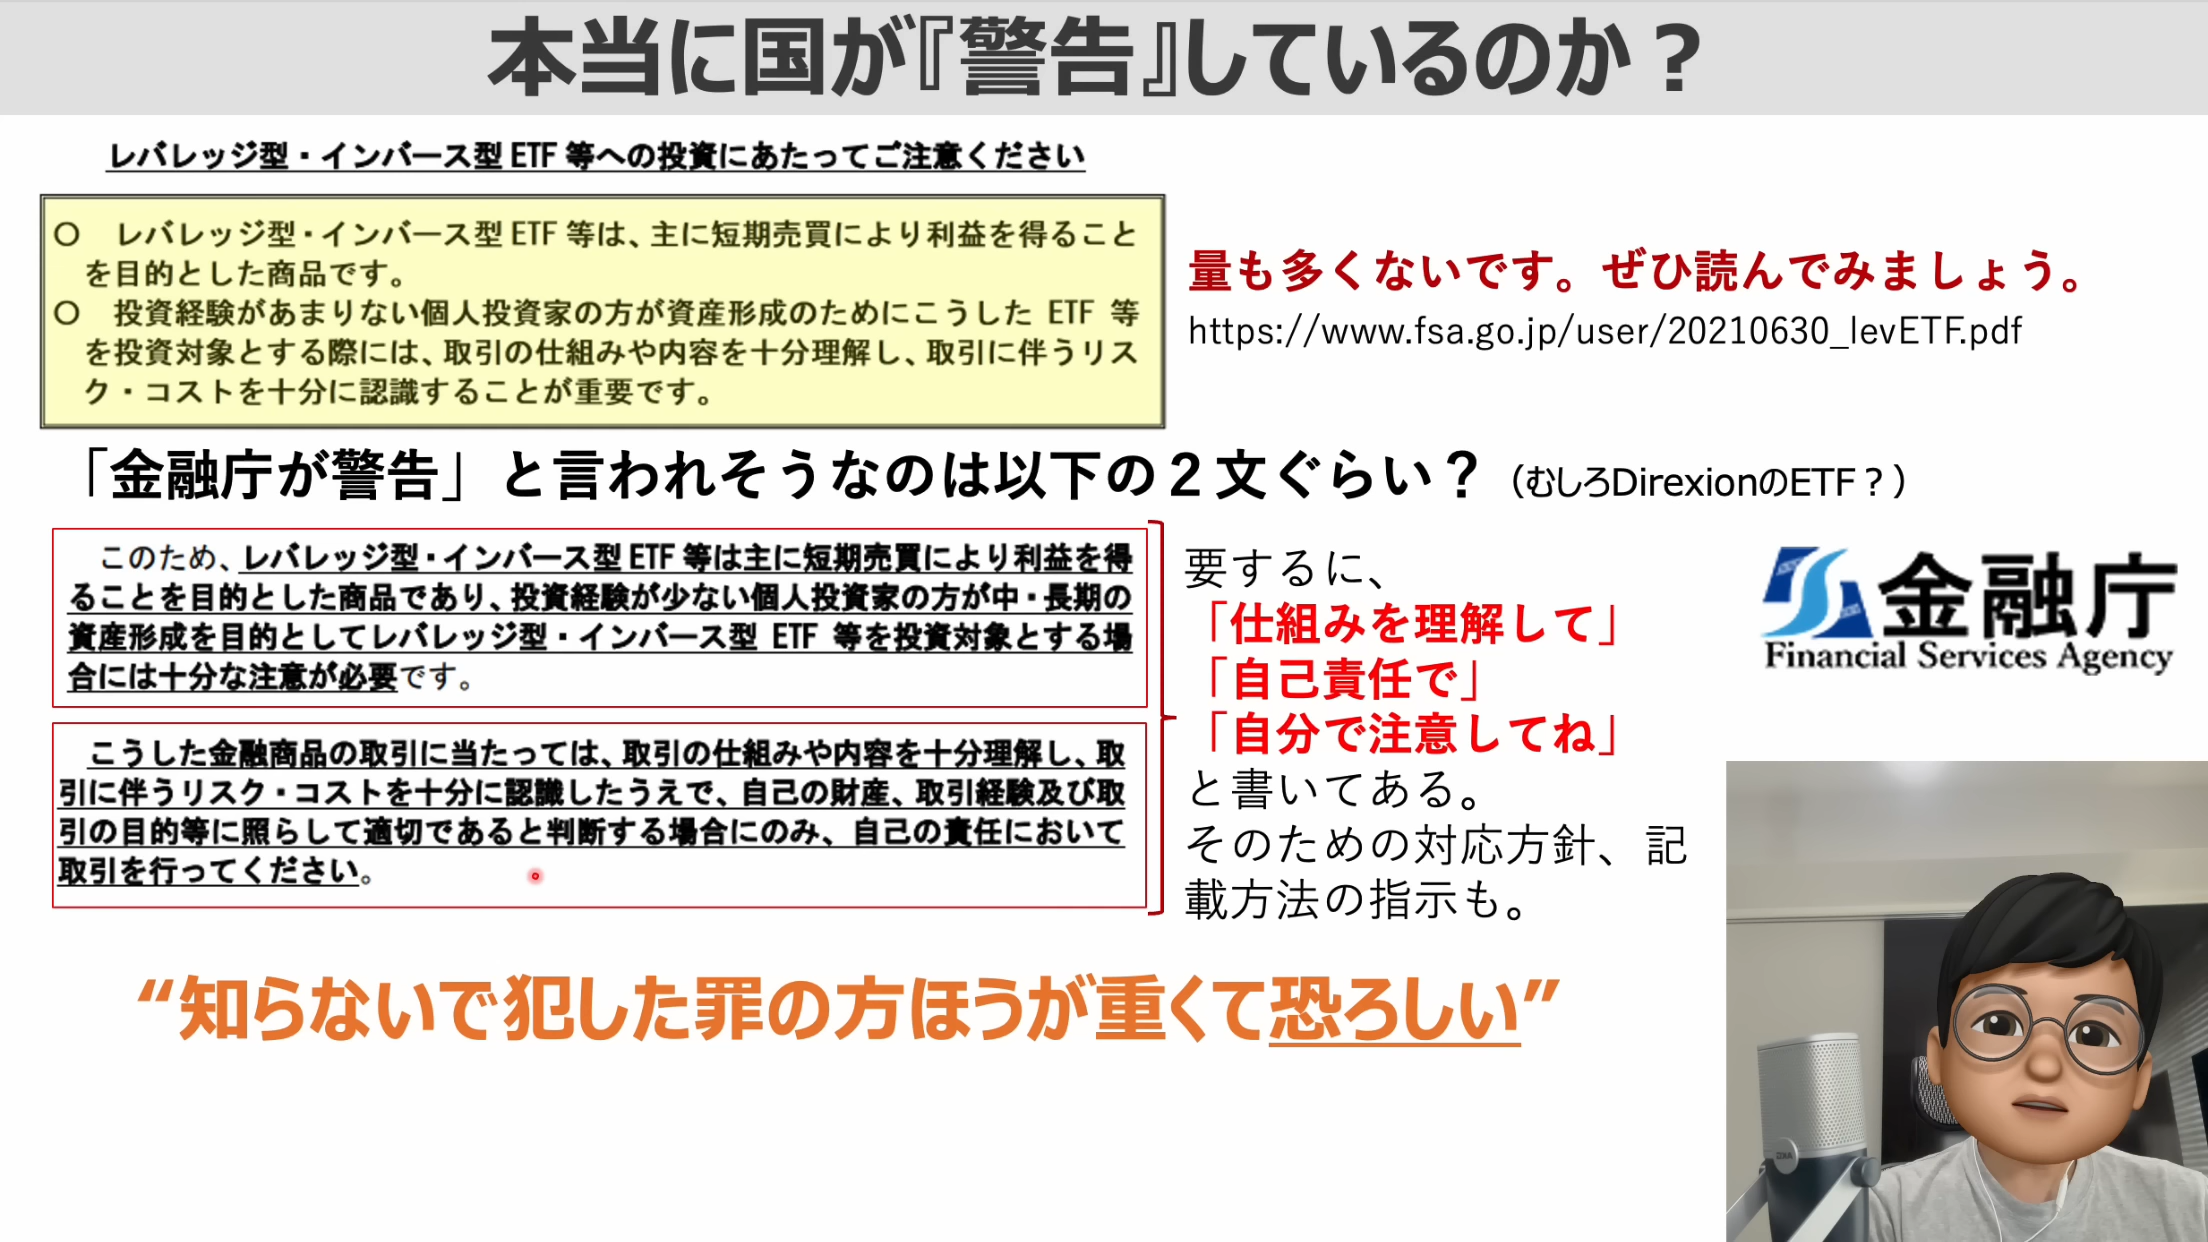 本当に国が『警告』しているのか？
レバレッジ型・インバース型 ETF 等への投資にあたってご注意ください
○　レバレッジ型・インバース型 ETF 等は、主に短期売買により利益を得ること
を目的とした商品です。
○　投資経験があまりない個人投資家の方が資産形成のためにこうした ETF 等
を投資対象とする際には、取引の仕組みや内容を十分理解し、取引に伴うリス
ク・コストを十分に認識することが重要です。
量も多くないです。ぜひ読んでみましょう。
https://www.fsa.go.jp/user/20210630_levETF.pdf
「金融庁が警告」と言われそうなのは以下の２文ぐらい？（むしろDirexionのETF？）
このため、レバレッジ型・インバース型 ETF 等は主に短期売買により利益を得
ることを目的とした商品であり、投資経験が少ない個人投資家の方が中・長期の
資産形成を目的としてレバレッジ型・インバース型 ETF 等を投資対象とする場
合には十分な注意が必要です。
こうした金融商品の取引に当たっては、取引の仕組みや内容を十分理解し、取
引に伴うリスク・コストを十分に認識したうえで、自己の財産、取引経験及び取
引の目的等に照らして適切であると判断する場合にのみ、自己の責任において
取引を行ってください。
要するに、
「仕組みを理解して」
「自己責任で」
「自分で注意してね」
と書いてある。
そのための対応方針、記
載方法の指示も。
金融庁
Financial Services Agency
“知らないで犯した罪の方ほうが重くて恐ろしい”